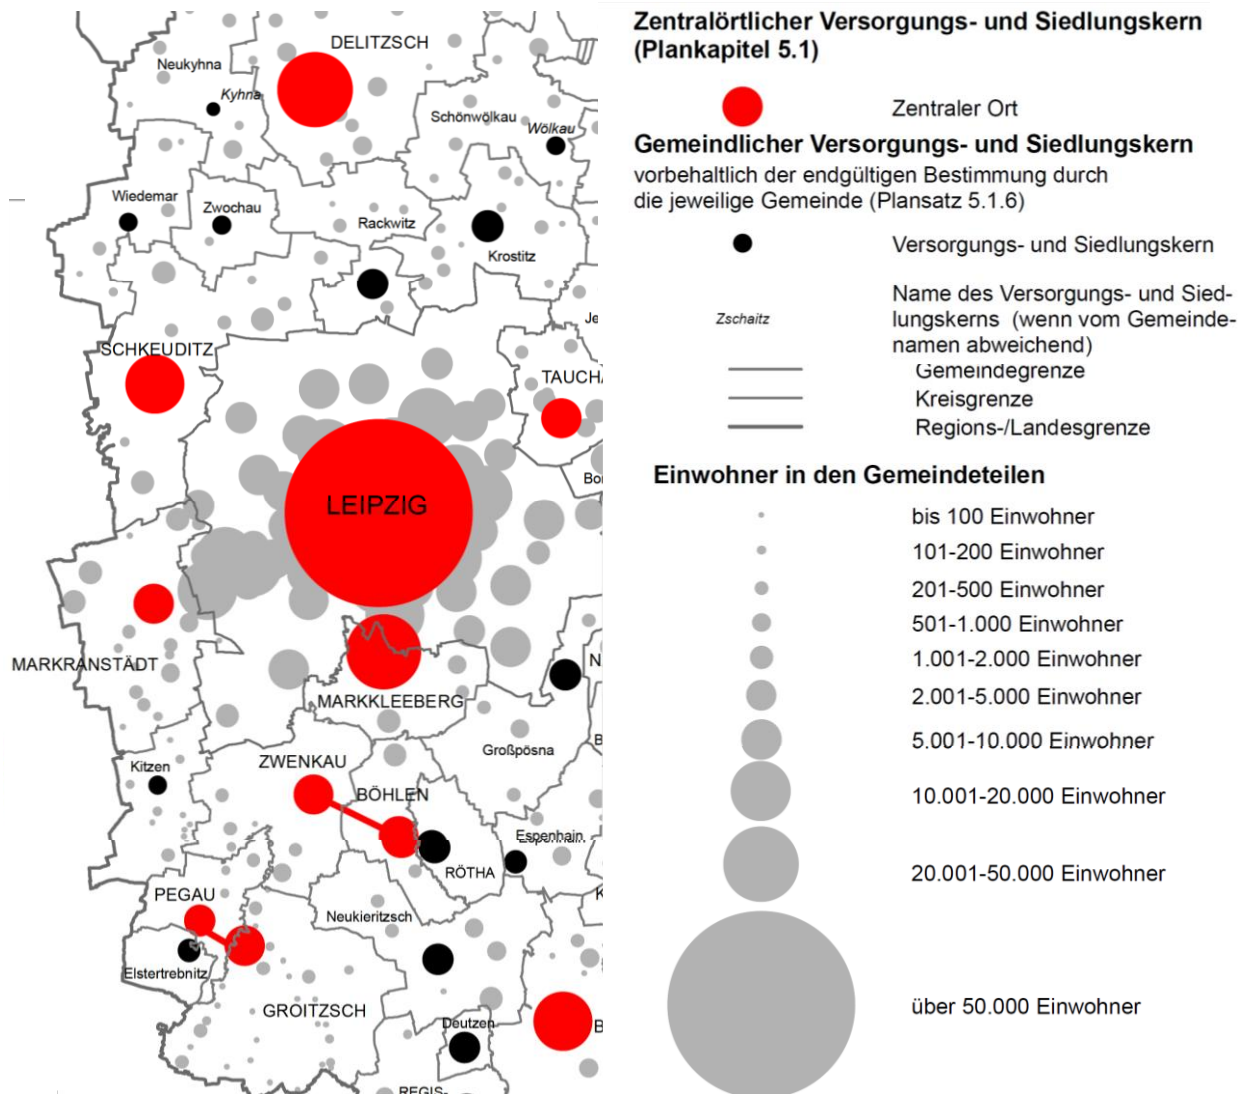 DELITZSCH
Neukyhna
Kyhna
Schönwölkau
Wölkau
Wiedemar
Zwochau
Rackwitz
Krostitz
Je
SCHKEUDITZ
TAUCHA
Bo
LEIPZIG
MARKRANSTÄDT
N
MARKKLEEBERG
Großpösna
B
ZWENKAU
Kitzen
BÖHLEN
Espenhain
RÖTHA
PEGAU
K
Neukieritzsch
Elstertrebnitz
GROITZSCH
Deutzen
B
REGIS-
Zentralörtlicher Versorgungs- und Siedlungskern
(Plankapitel 5.1)
Zentraler Ort
Gemeindlicher Versorgungs- und Siedlungskern
vorbehaltlich der endgültigen Bestimmung durch
die jeweilige Gemeinde (Plansatz 5.1.6)
Versorgungs- und Siedlungskern
Zschaitz
Name des Versorgungs- und Sied-
lungskerns (wenn vom Gemeinde-
namen abweichend)
Gemeindegrenze
Kreisgrenze
Regions-/Landesgrenze
Einwohner in den Gemeindeteilen
bis 100 Einwohner
101-200 Einwohner
201-500 Einwohner
501-1.000 Einwohner
1.001-2.000 Einwohner
2.001-5.000 Einwohner
5.001-10.000 Einwohner
10.001-20.000 Einwohner
20.001-50.000 Einwohner
über 50.000 Einwohner